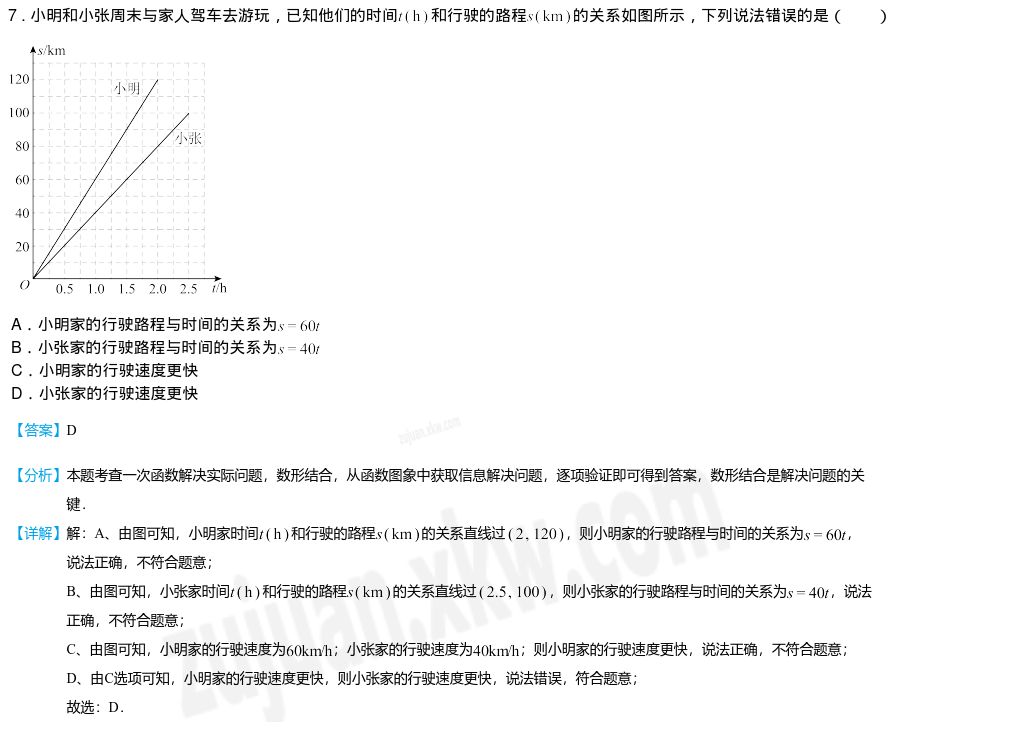 7．小明和小张周末与家人驾车去游玩，已知他们的时间t(h)和行驶的路程s(km)的关系如图所示，下列说法错误的是（　　）
s/km
120
小明
100
小张
80
60
40
20
O
0.5 1.0 1.5 2.0 2.5 t/h
A．小明家的行驶路程与时间的关系为s=60t
B．小张家的行驶路程与时间的关系为s=40t
C．小明家的行驶速度更快
D．小张家的行驶速度更快
【答案】D
zujuan.xkw.com
【分析】本题考查一次函数解决实际问题，数形结合，从函数图象中获取信息解决问题，逐项验证即可得到答案，数形结合是解决问题的关
键．
【详解】解：A、由图可知，小明家时间t(h)和行驶的路程s(km)的关系直线过(2,120)，则小明家的行驶路程与时间的关系为s=60t，
说法正确，不符合题意；
B、由图可知，小张家时间t(h)和行驶的路程s(km)的关系直线过(2.5,100)，则小张家的行驶路程与时间的关系为s=40t，说法
正确，不符合题意；
C、由图可知，小明家的行驶速度为60km/h；小张家的行驶速度为40km/h；则小明家的行驶速度更快，说法正确，不符合题意；
D、由C选项可知，小明家的行驶速度更快，则小张家的行驶速度更快，说法错误，符合题意；
故选：D．
zujuan.xkw.com